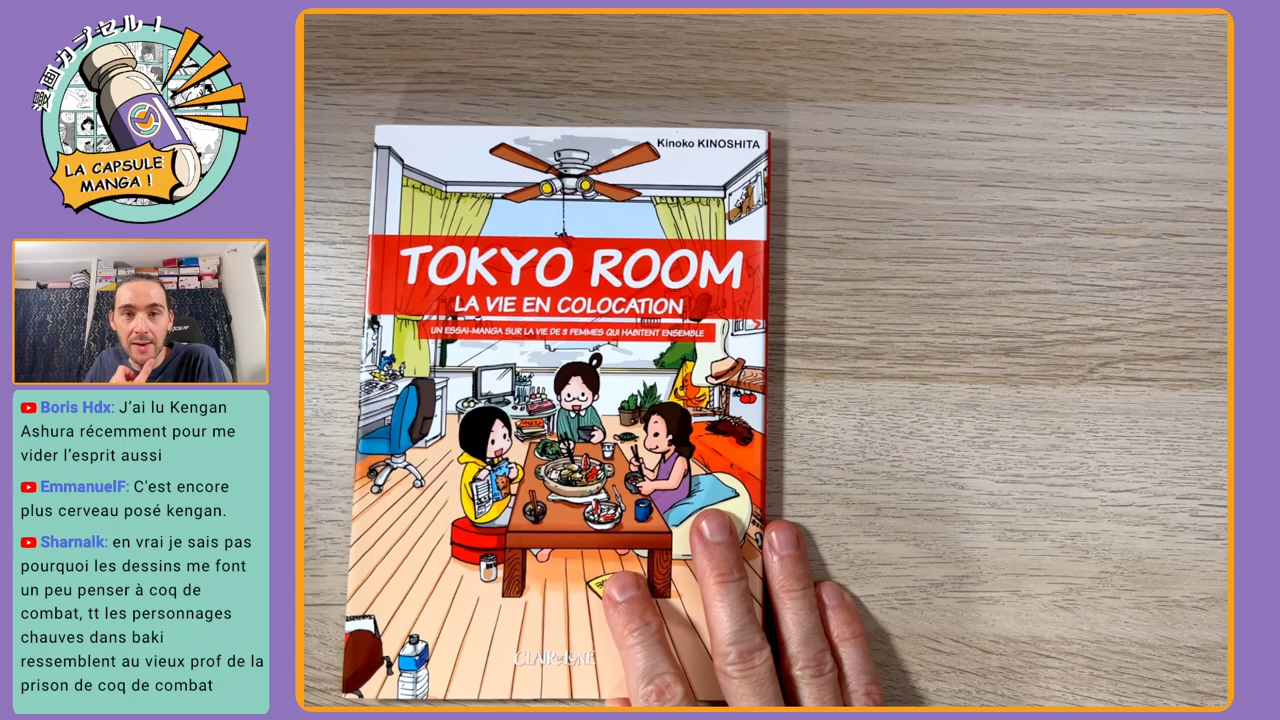 漫画カプセル！
LA CAPSULE
MANGA !
Boris Hdx: J’ai lu Kengan
Ashura récemment pour me
vider l’esprit aussi
EmmanuelF: C'est encore
plus cerveau posé kengan.
Sharnalk: en vrai je sais pas
pourquoi les dessins me font
un peu penser à coq de
combat, tt les personnages
chauves dans baki
ressemblent au vieux prof de la
prison de coq de combat
Kinoko KINOSHITA
TOKYO ROOM
LA VIE EN COLOCATION
UN ESSAI-MANGA SUR LA VIE DE 3 FEMMES QUI HABITENT ENSEMBLE
CLAIR de LUNE